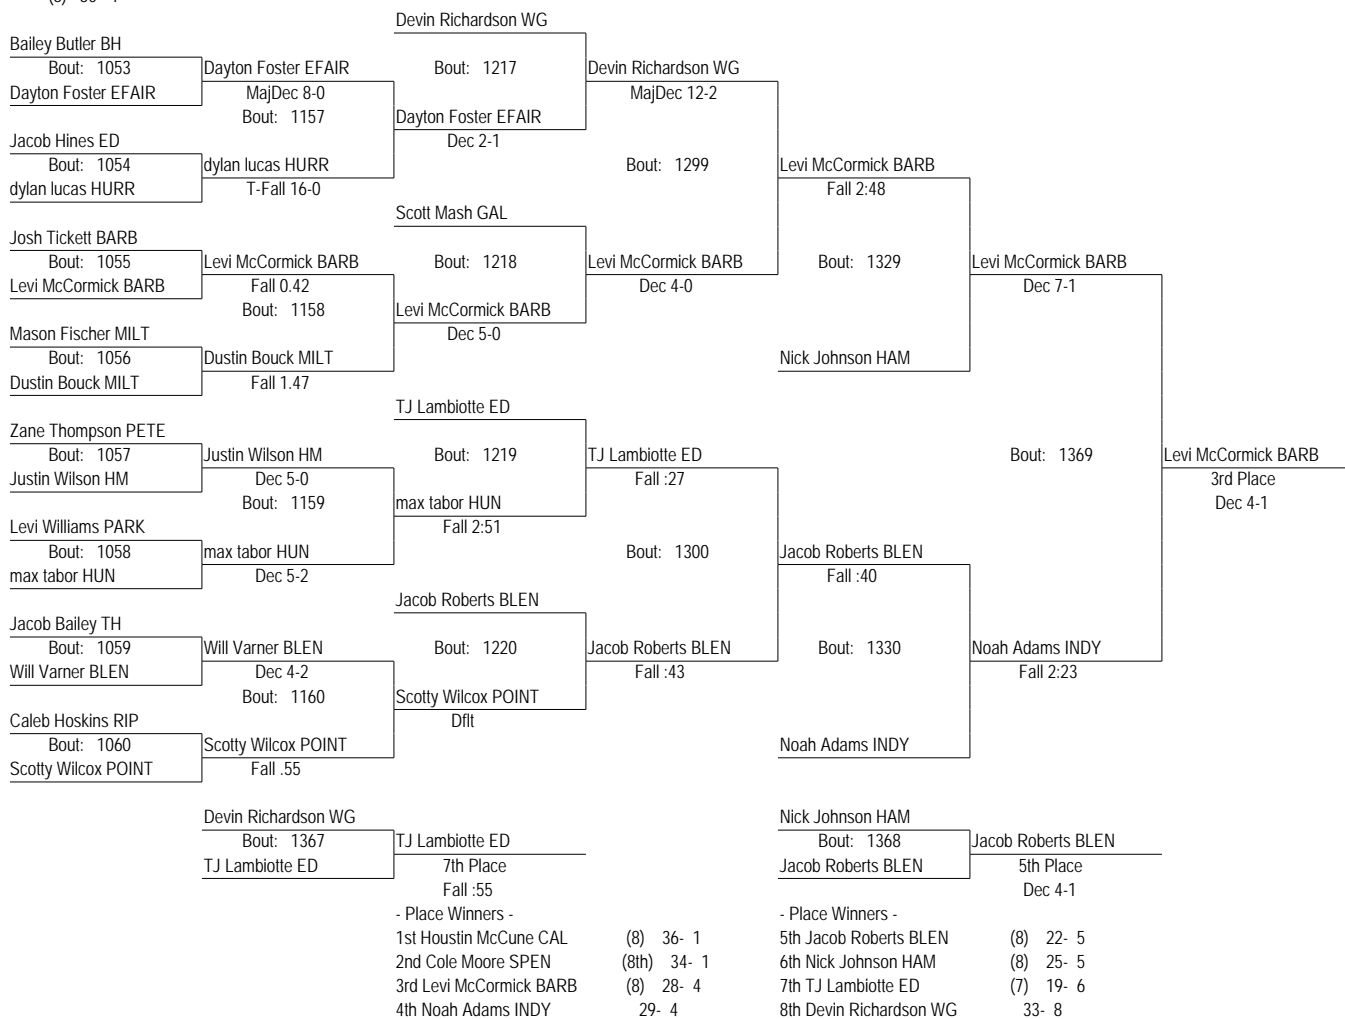 Devin Richardson WG
Bailey Butler BH
Bout: 1053
Dayton Foster EFAIR
Dayton Foster EFAIR
MajDec 8-0
Bout: 1157
Bout: 1217
Devin Richardson WG
MajDec 12-2
Dayton Foster EFAIR
Dec 2-1
Jacob Hines ED
Bout: 1054
dylan lucas HURR
dylan lucas HURR
T-Fall 16-0
Bout: 1299
Levi McCormick BARB
Fall 2:48
Scott Mash GAL
Josh Tickett BARB
Bout: 1055
Levi McCormick BARB
Levi McCormick BARB
Fall 0.42
Bout: 1158
Bout: 1218
Levi McCormick BARB
Dec 4-0
Bout: 1329
Levi McCormick BARB
Dec 7-1
Levi McCormick BARB
Dec 5-0
Mason Fischer MILT
Bout: 1056
Dustin Bouck MILT
Dustin Bouck MILT
Fall 1.47
Nick Johnson HAM
TJ Lambiotte ED
Zane Thompson PETE
Bout: 1057
Justin Wilson HM
Justin Wilson HM
Dec 5-0
Bout: 1159
Bout: 1219
TJ Lambiotte ED
Fall :27
Bout: 1369
Levi McCormick BARB
3rd Place
Dec 4-1
max tabor HUN
Fall 2:51
Levi Williams PARK
Bout: 1058
max tabor HUN
max tabor HUN
Dec 5-2
Bout: 1300
Jacob Roberts BLEN
Fall :40
Jacob Roberts BLEN
Jacob Bailey TH
Bout: 1059
Will Varner BLEN
Will Varner BLEN
Dec 4-2
Bout: 1160
Bout: 1220
Jacob Roberts BLEN
Fall :43
Bout: 1330
Noah Adams INDY
Fall 2:23
Scotty Wilcox POINT
Dflt
Caleb Hoskins RIP
Bout: 1060
Scotty Wilcox POINT
Scotty Wilcox POINT
Fall .55
Noah Adams INDY
Devin Richardson WG
Bout: 1367
TJ Lambiotte ED
TJ Lambiotte ED
7th Place
Fall :55
Nick Johnson HAM
Bout: 1368
Jacob Roberts BLEN
Jacob Roberts BLEN
5th Place
Dec 4-1
- Place Winners -
1st Houstin McCune CAL (8) 36- 1
2nd Cole Moore SPEN (8th) 34- 1
3rd Levi McCormick BARB (8) 28- 4
4th Noah Adams INDY 29- 4
- Place Winners -
5th Jacob Roberts BLEN (8) 22- 5
6th Nick Johnson HAM (8) 25- 5
7th TJ Lambiotte ED (7) 19- 6
8th Devin Richardson WG 33- 8